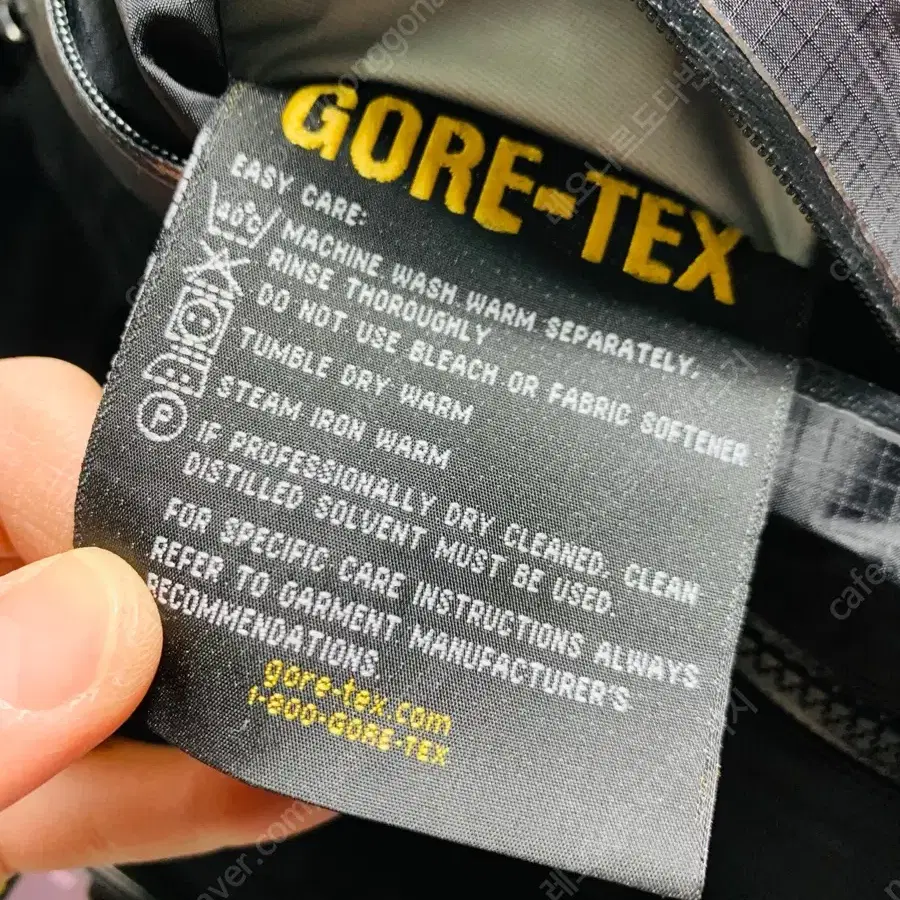 GORE-TEX
EASY CARE:
40°C
MACHINE WASH WARM SEPARATELY,
RINSE THOROUGHLY
DO NOT USE BLEACH OR FABRIC SOFTENER
TUMBLE DRY WARM
STEAM IRON WARM
P
IF PROFESSIONALLY DRY CLEANED, CLEAN
DISTILLED SOLVENT MUST BE USED.
FOR SPECIFIC CARE INSTRUCTIONS ALWAYS
REFER TO GARMENT MANUFACTURER'S
RECOMMENDATIONS.
gore-tex.com
1-800-GORE-TEX